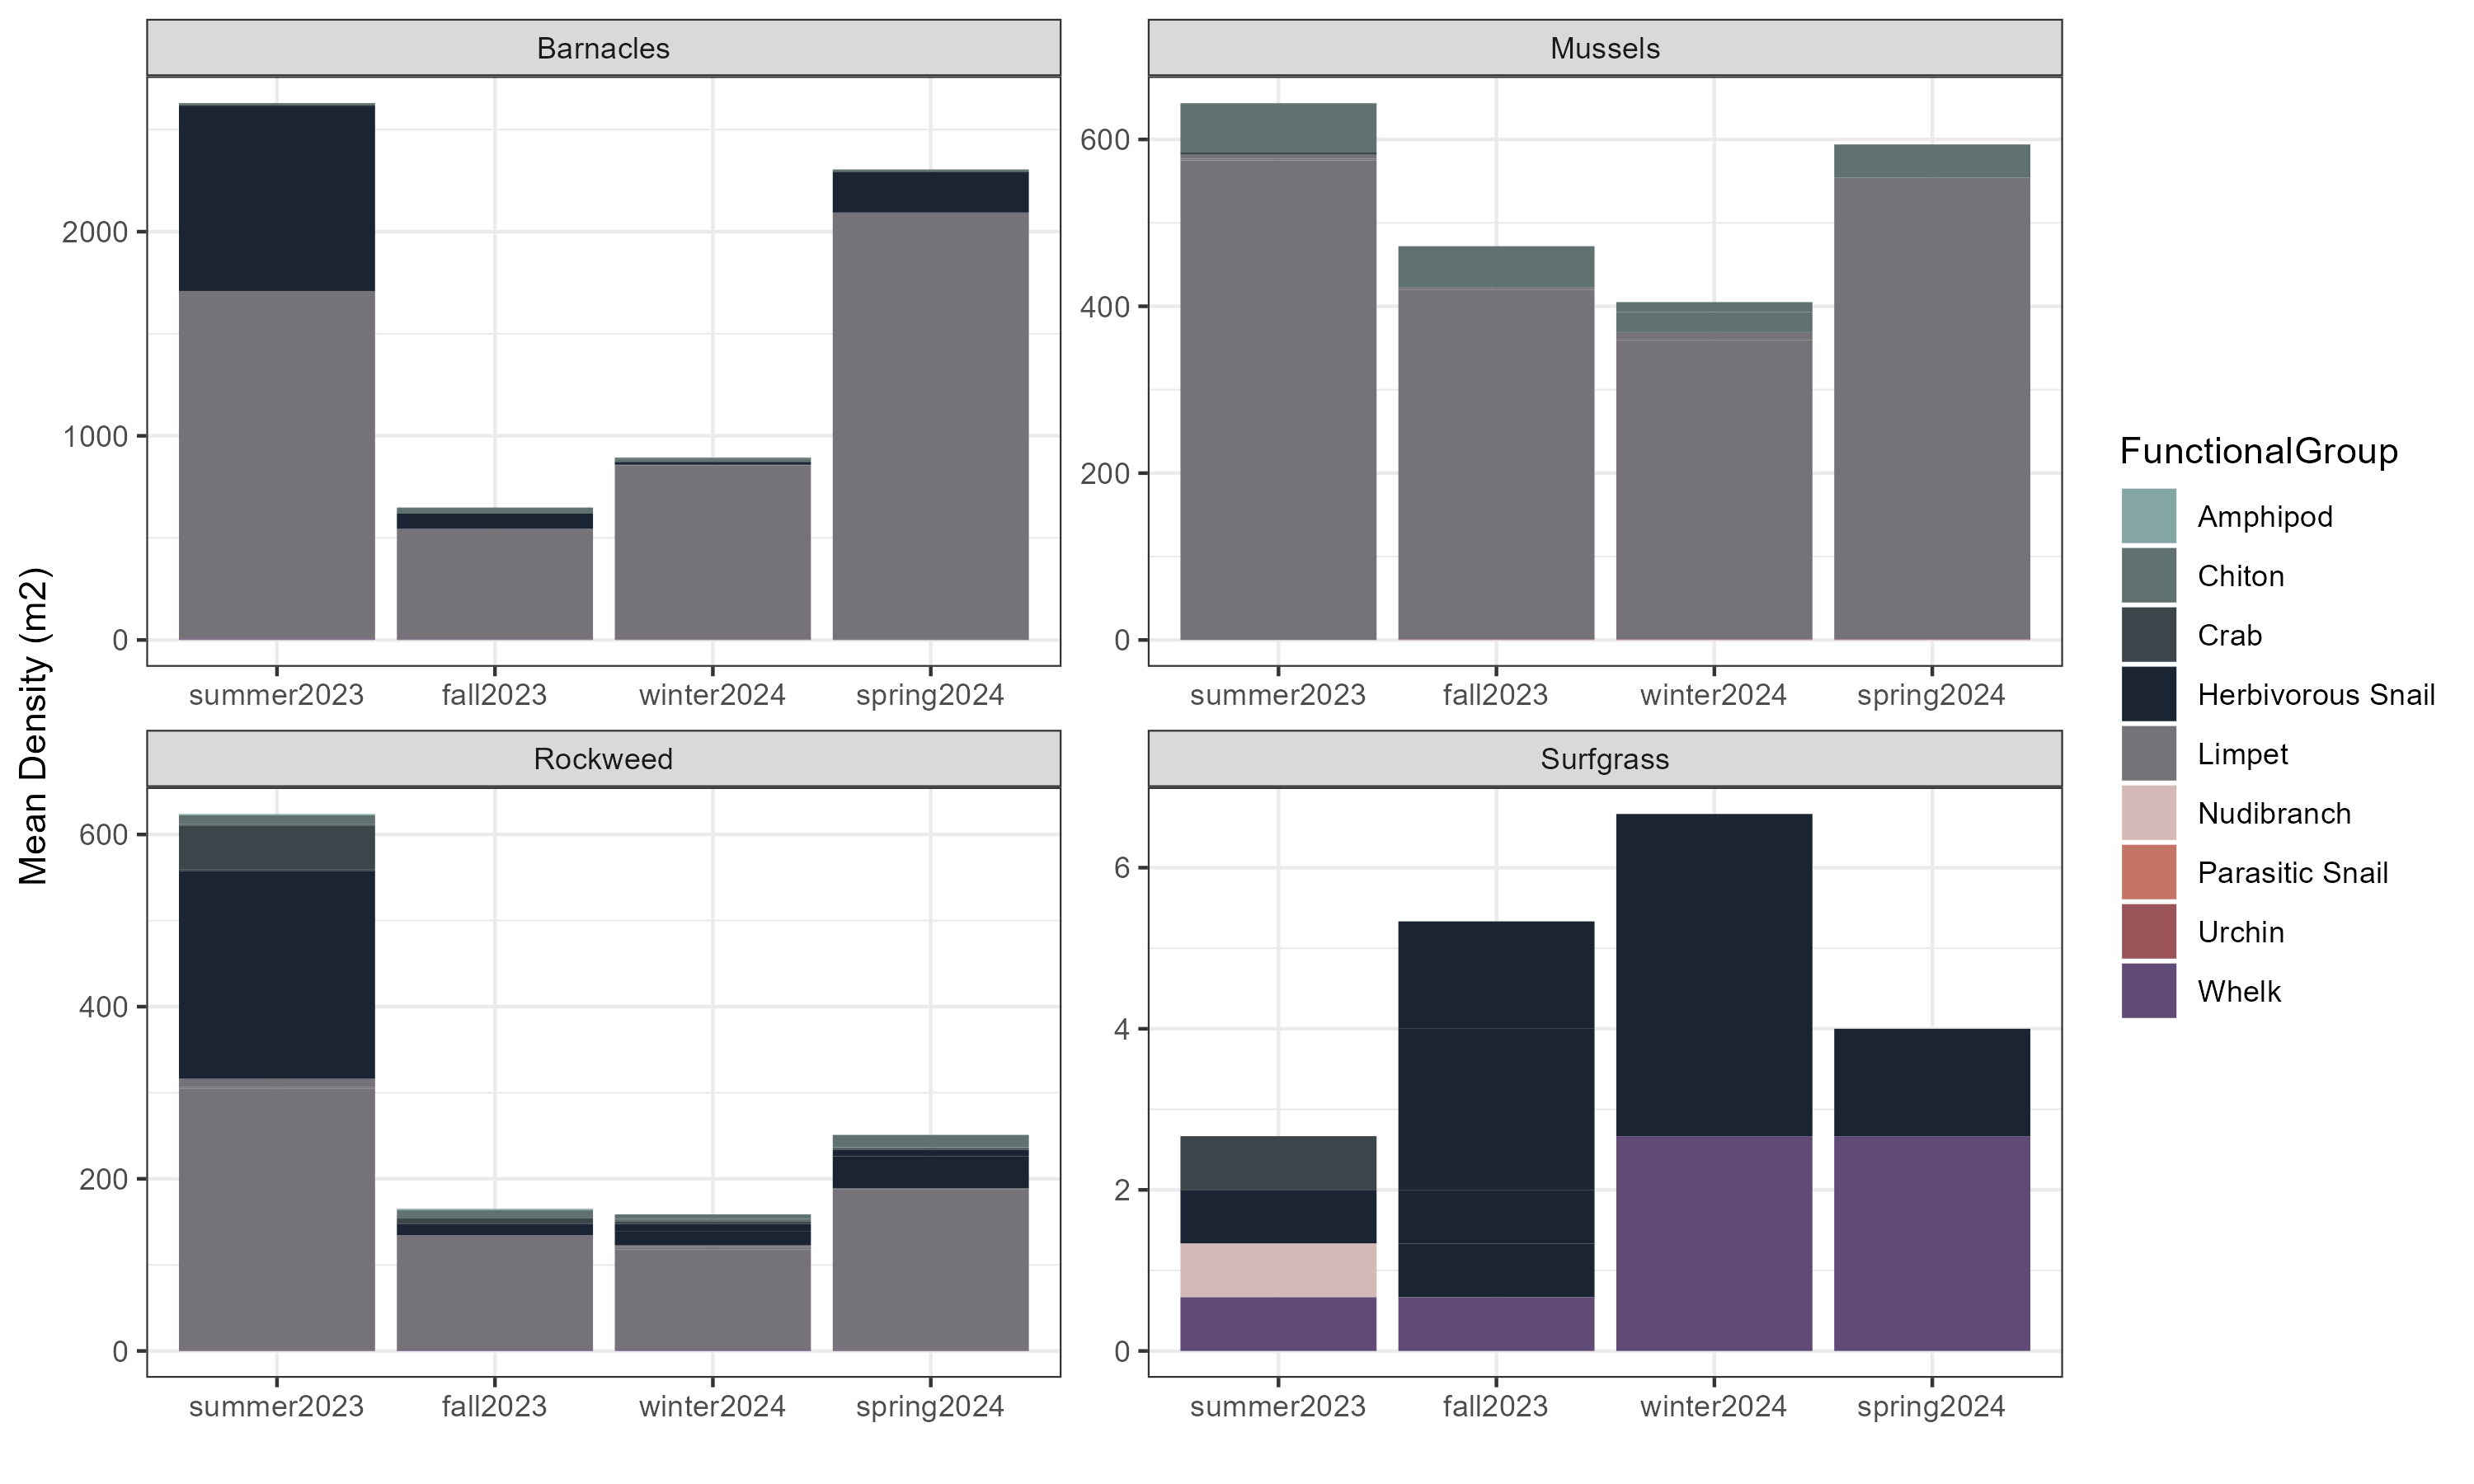 Barnacles
Mussels
2000
1000
0
600
400
200
0
summer2023 fall2023 winter2024 spring2024
summer2023 fall2023 winter2024 spring2024
Mean Density (m2)
Rockweed
Surfgrass
600
400
200
0
6
4
2
0
summer2023 fall2023 winter2024 spring2024
summer2023 fall2023 winter2024 spring2024
FunctionalGroup
Amphipod
Chiton
Crab
Herbivorous Snail
Limpet
Nudibranch
Parasitic Snail
Urchin
Whelk